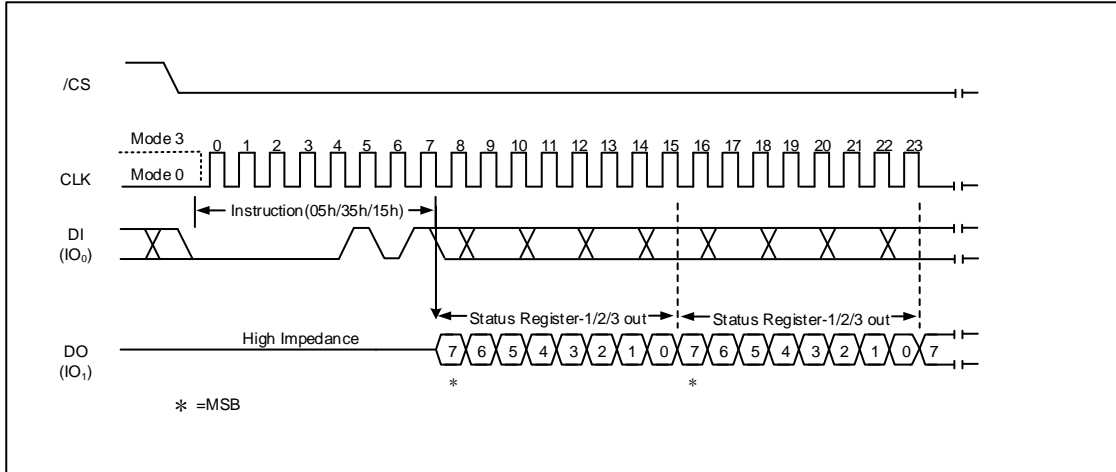 /CS
Mode 3
0 1 2 3 4 5 6 7 8 9 10 11 12 13 14 15 16 17 18 19 20 21 22 23
CLK
Mode 0
Instruction(05h/35h/15h)
DI
(IO₀)
Status Register-1/2/3 out Status Register-1/2/3 out
High Impedance
DO
(IO₁)
7 6 5 4 3 2 1 0 7 6 5 4 3 2 1 0 7
* *
* =MSB